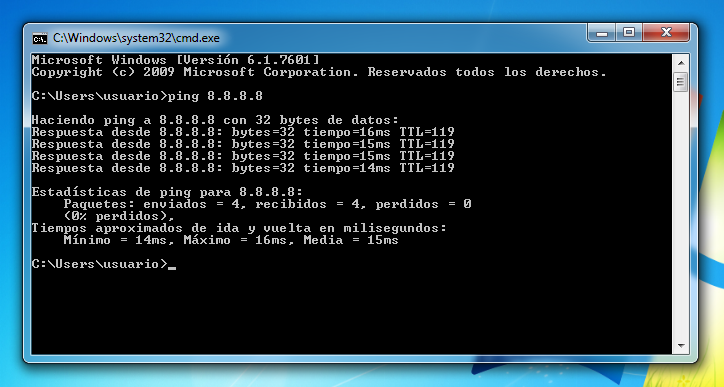 C:\Windows\system32\cmd.exe
Microsoft Windows [Versión 6.1.7601]
Copyright (c) 2009 Microsoft Corporation. Reservados todos los derechos.
C:\Users\usuario>ping 8.8.8.8
Haciendo ping a 8.8.8.8 con 32 bytes de datos:
Respuesta desde 8.8.8.8: bytes=32 tiempo=16ms TTL=119
Respuesta desde 8.8.8.8: bytes=32 tiempo=15ms TTL=119
Respuesta desde 8.8.8.8: bytes=32 tiempo=15ms TTL=119
Respuesta desde 8.8.8.8: bytes=32 tiempo=14ms TTL=119
Estadísticas de ping para 8.8.8.8:
Paquetes: enviados = 4, recibidos = 4, perdidos = 0
(0% perdidos),
Tiempos aproximados de ida y vuelta en milisegundos:
Mínimo = 14ms, Máximo = 16ms, Media = 15ms
C:\Users\usuario>_